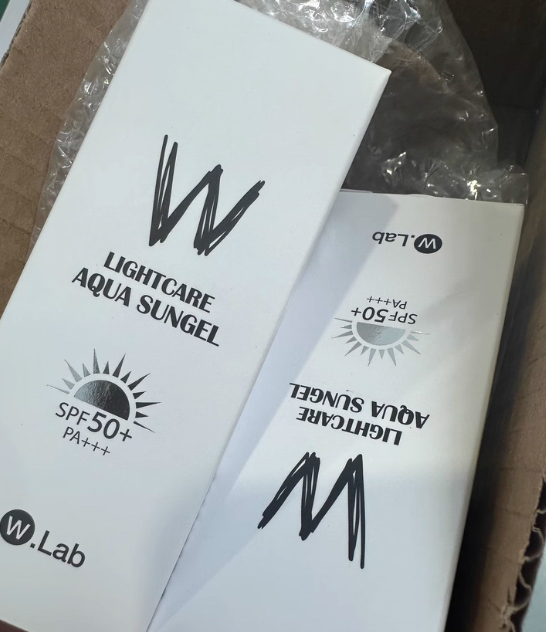 W
LIGHTCARE
AQUA SUNGEL
SPF50+
PA+++
W.Lab
W.Lab
PA+++
SPF50+
LIGHTCARE
AQUA SUNGEL
W